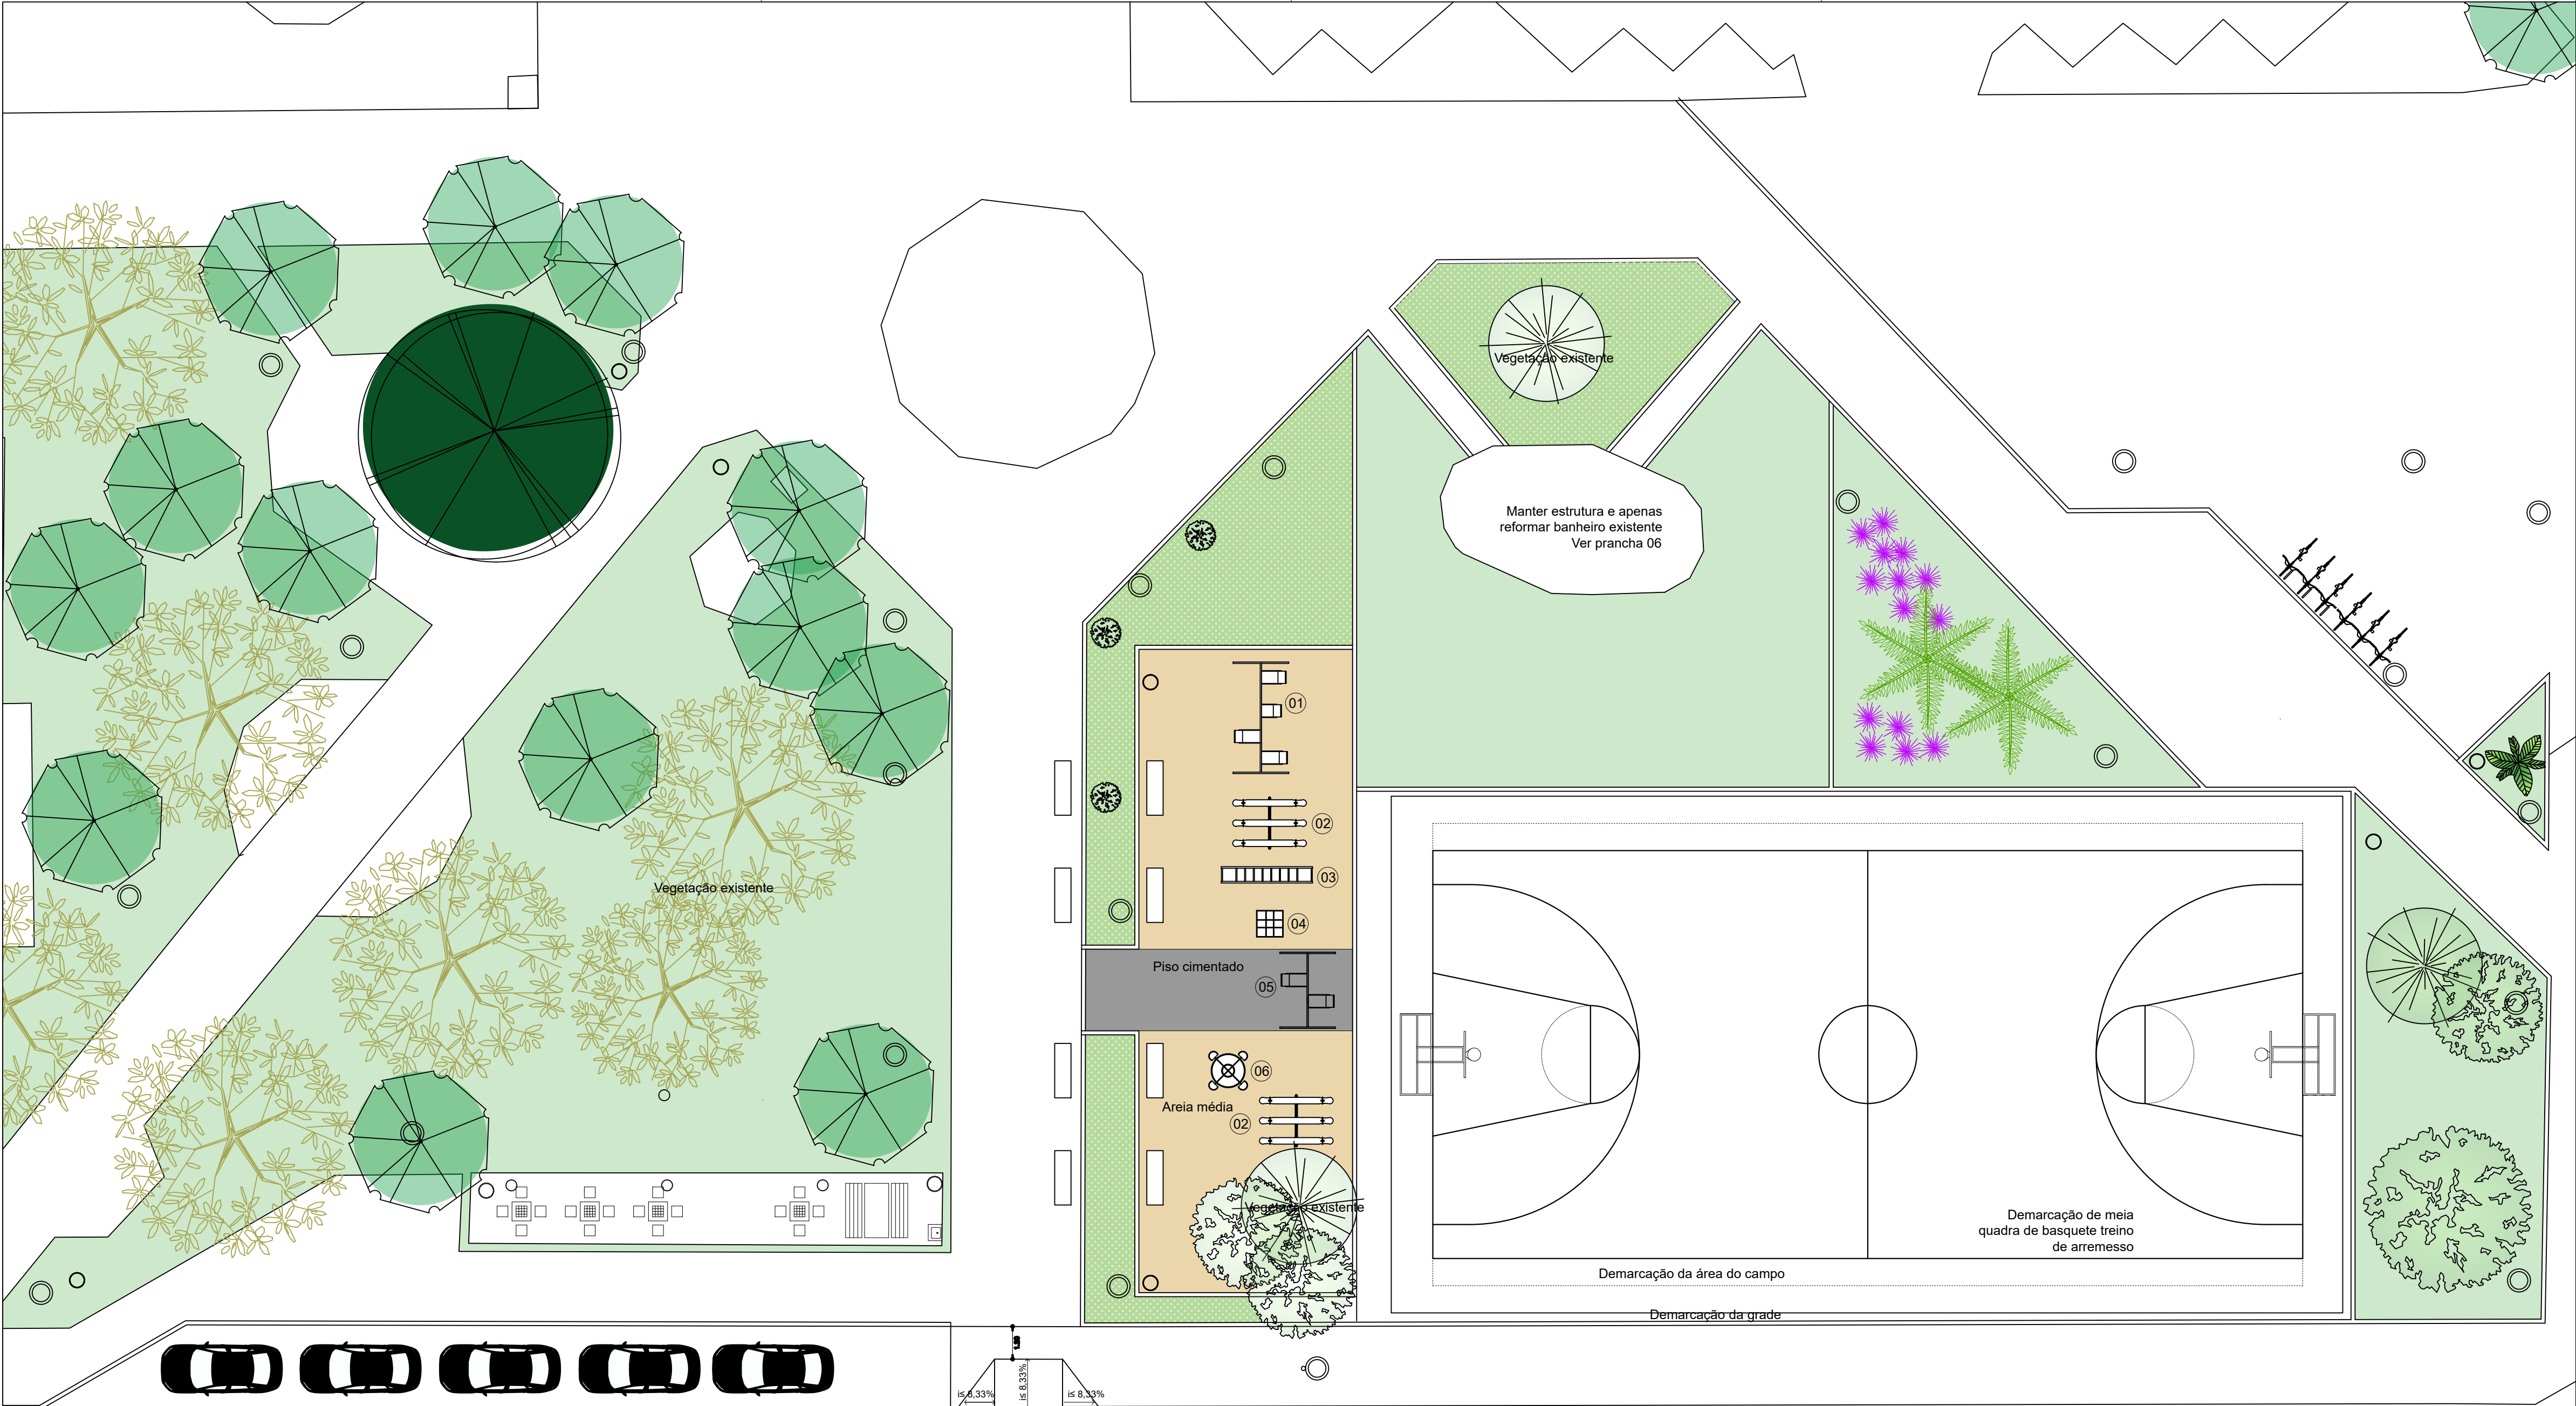 Vegetação existente
Manter estrutura e apenas
reformar banheiro existente
Ver prancha 06
01
02
03
04
Vegetação existente
Piso cimentado
05
06
Areia média
02
Vegetação existente
Demarcação de meia
quadra de basquete treino
de arremesso
Demarcação da área do campo
Demarcação da grade
i≤ 8,33%
i≤ 8,33%
i≤ 8,33%